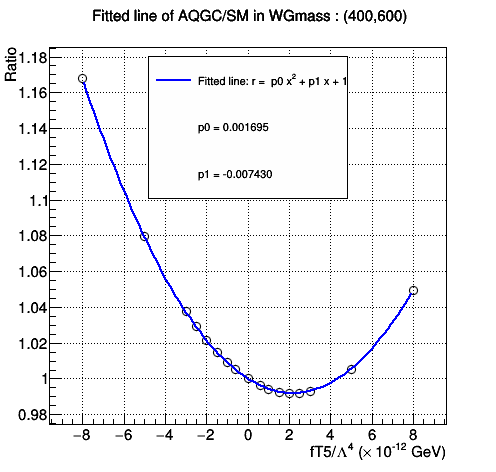 Fitted line of AQGC/SM in WGmass : (400,600)
Ratio
1.18
1.16
1.14
1.12
1.1
1.08
1.06
1.04
1.02
1
0.98
Fitted line: r = p0 x² + p1 x + 1
p0 = 0.001695
p1 = -0.007430
−8 −6 −4 −2 0 2 4 6 8
fT5/Λ⁴ (× 10⁻¹² GeV)